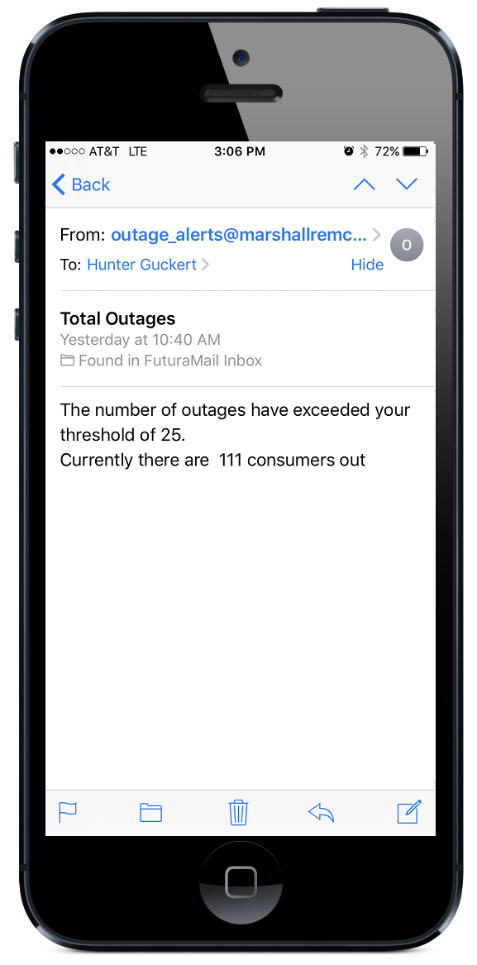 AT&T LTE 3:06 PM 72%
Back
From: outage_alerts@marshallremc...
O
To: Hunter Guckert Hide
Total Outages
Yesterday at 10:40 AM
Found in FuturaMail Inbox
The number of outages have exceeded your
threshold of 25.
Currently there are  111 consumers out